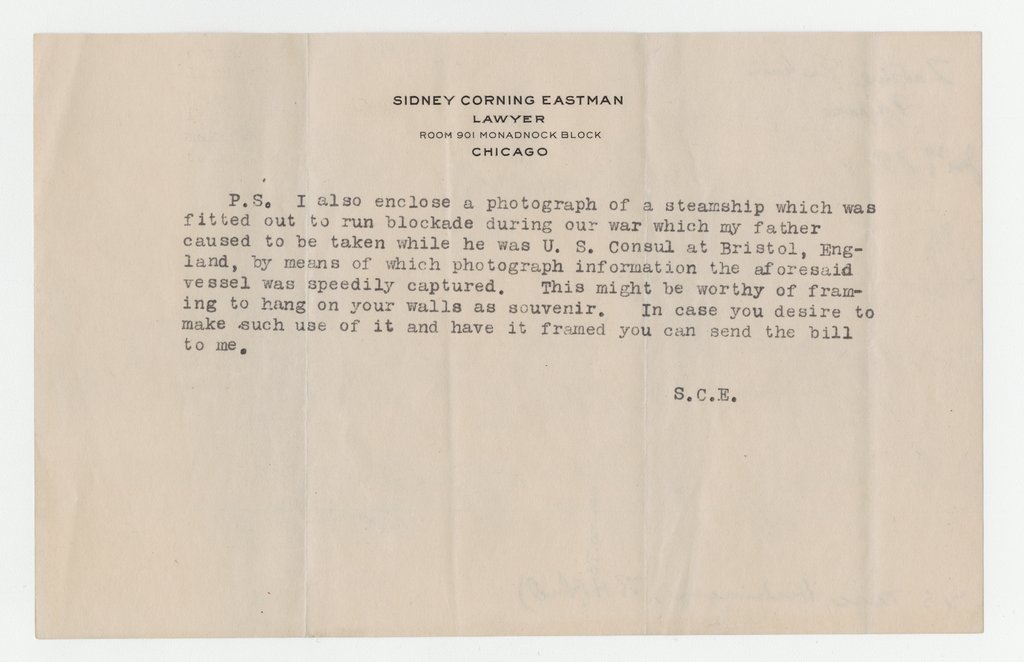 SIDNEY CORNING EASTMAN
LAWYER
ROOM 901 MONADNOCK BLOCK
CHICAGO
P.S. I also enclose a photograph of a steamship which was
fitted out to run blockade during our war which my father
caused to be taken while he was U. S. Consul at Bristol, Eng-
land, by means of which photograph information the aforesaid
vessel was speedily captured. This might be worthy of fram-
ing to hang on your walls as souvenir. In case you desire to
make such use of it and have it framed you can send the bill
to me.
S.C.E.